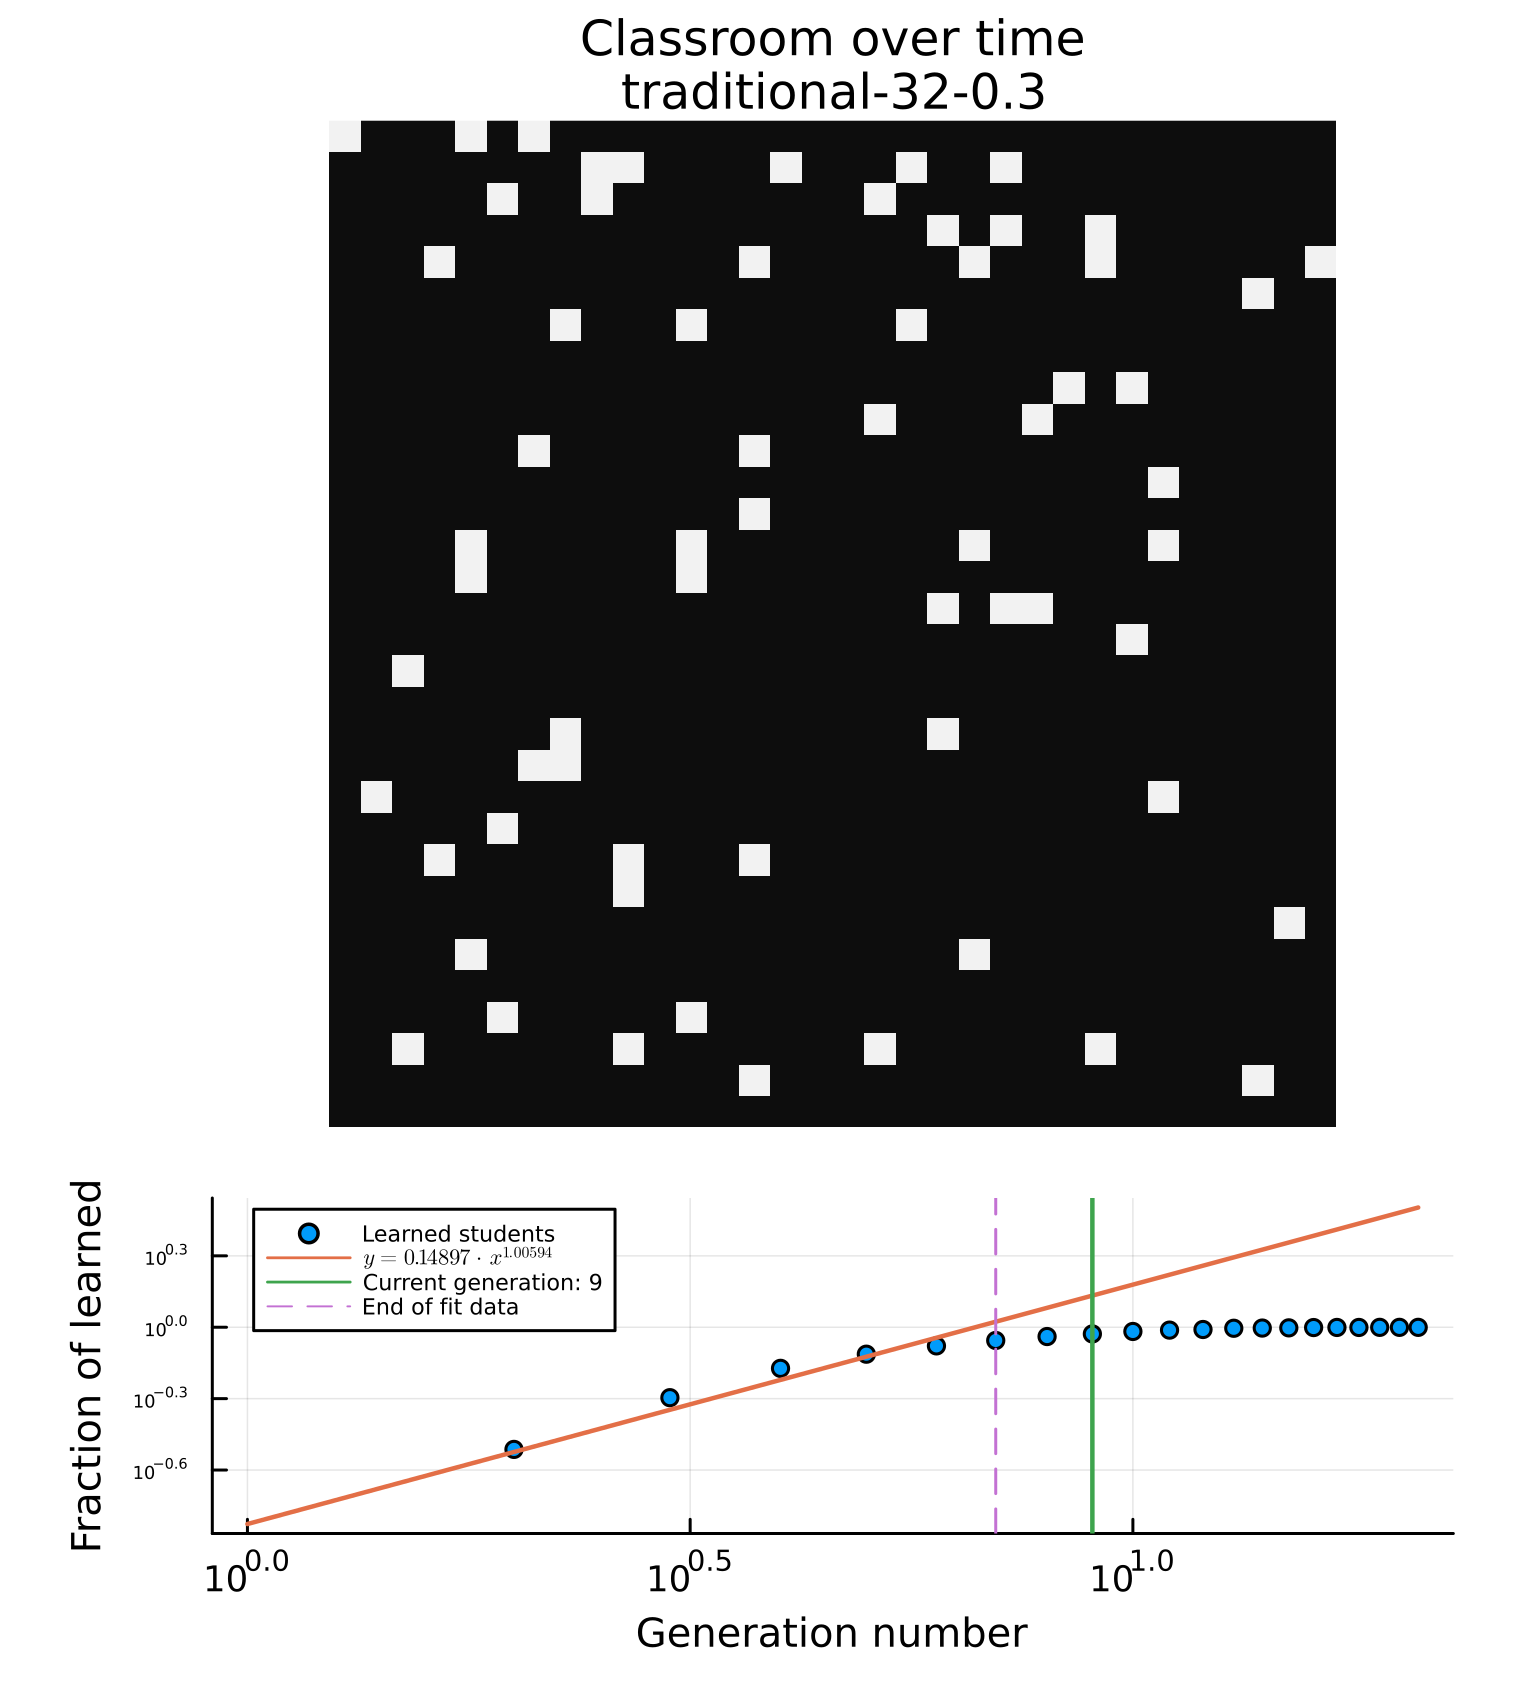 Classroom over time
traditional-32-0.3
Fraction of learned
10^0.3
10^0.0
10^−0.3
10^−0.6
Learned students
y = 0.14897 · x^1.00594
Current generation: 9
End of fit data
10^0.0
10^0.5
10^1.0
Generation number